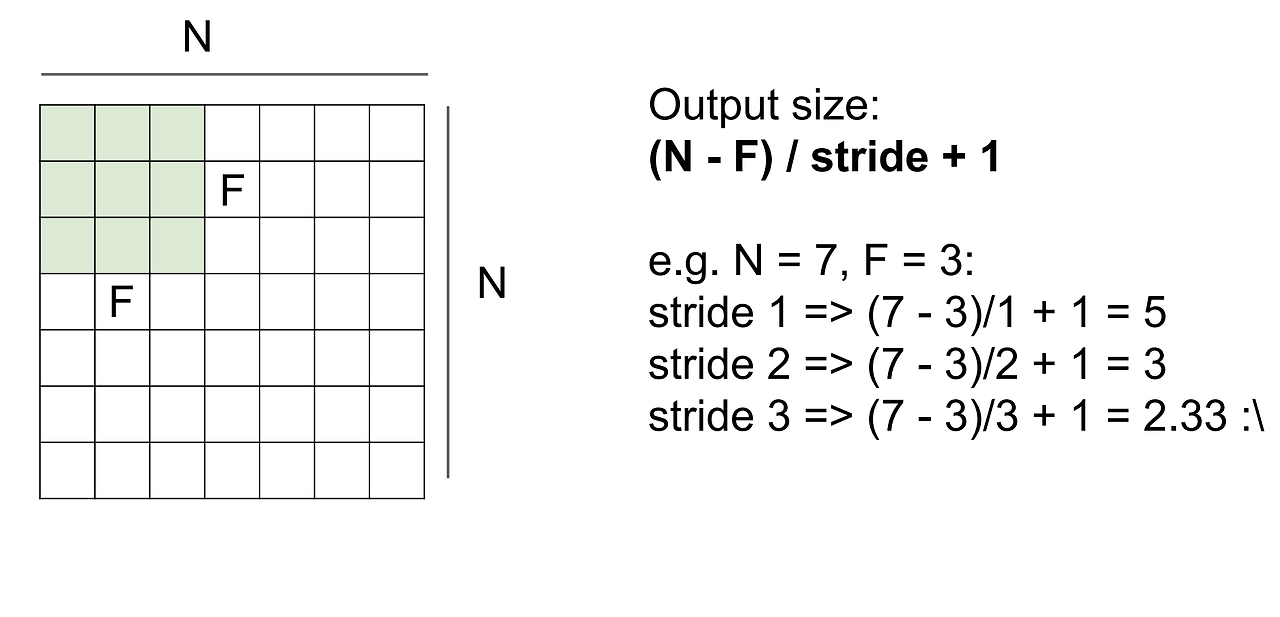 N
F
F
N
Output size:
(N - F) / stride + 1
e.g. N = 7, F = 3:
stride 1 => (7 - 3)/1 + 1 = 5
stride 2 => (7 - 3)/2 + 1 = 3
stride 3 => (7 - 3)/3 + 1 = 2.33 :\